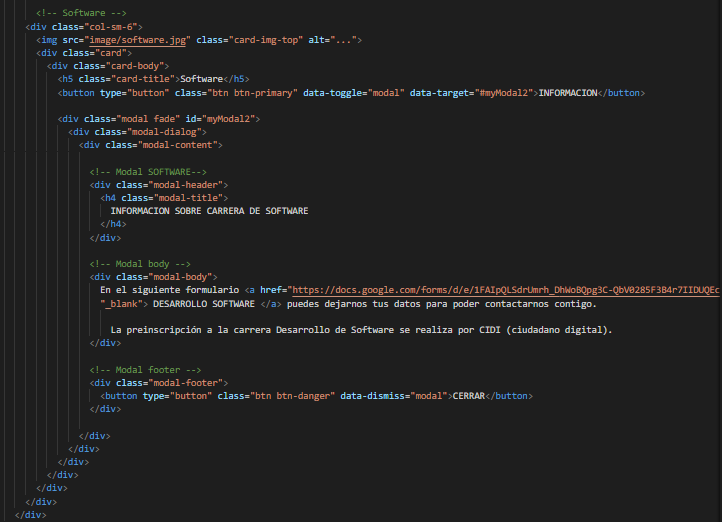 <!-- Software -->
<div class="col-sm-6">
<img src="image/software.jpg" class="card-img-top" alt="...">
<div class="card">
<div class="card-body">
<h5 class="card-title">Software</h5>
<button type="button" class="btn btn-primary" data-toggle="modal" data-target="#myModal2">INFORMACION</button>
<div class="modal fade" id="myModal2">
<div class="modal-dialog">
<div class="modal-content">
<!-- Modal SOFTWARE-->
<div class="modal-header">
<h4 class="modal-title">
INFORMACION SOBRE CARRERA DE SOFTWARE
</h4>
</div>
<!-- Modal body -->
<div class="modal-body">
En el siguiente formulario <a href="https://docs.google.com/forms/d/e/1FAIpQLSdrUmrh_DhWoBQpg3C-QbV0285F3B4r7IIDUQEc
"_blank"> DESARROLLO SOFTWARE </a> puedes dejarnos tus datos para poder contactarnos contigo.
La preinscripción a la carrera Desarrollo de Software se realiza por CIDI (ciudadano digital).
</div>
<!-- Modal footer -->
<div class="modal-footer">
<button type="button" class="btn btn-danger" data-dismiss="modal">CERRAR</button>
</div>
</div>
</div>
</div>
</div>
</div>
</div>
</div>